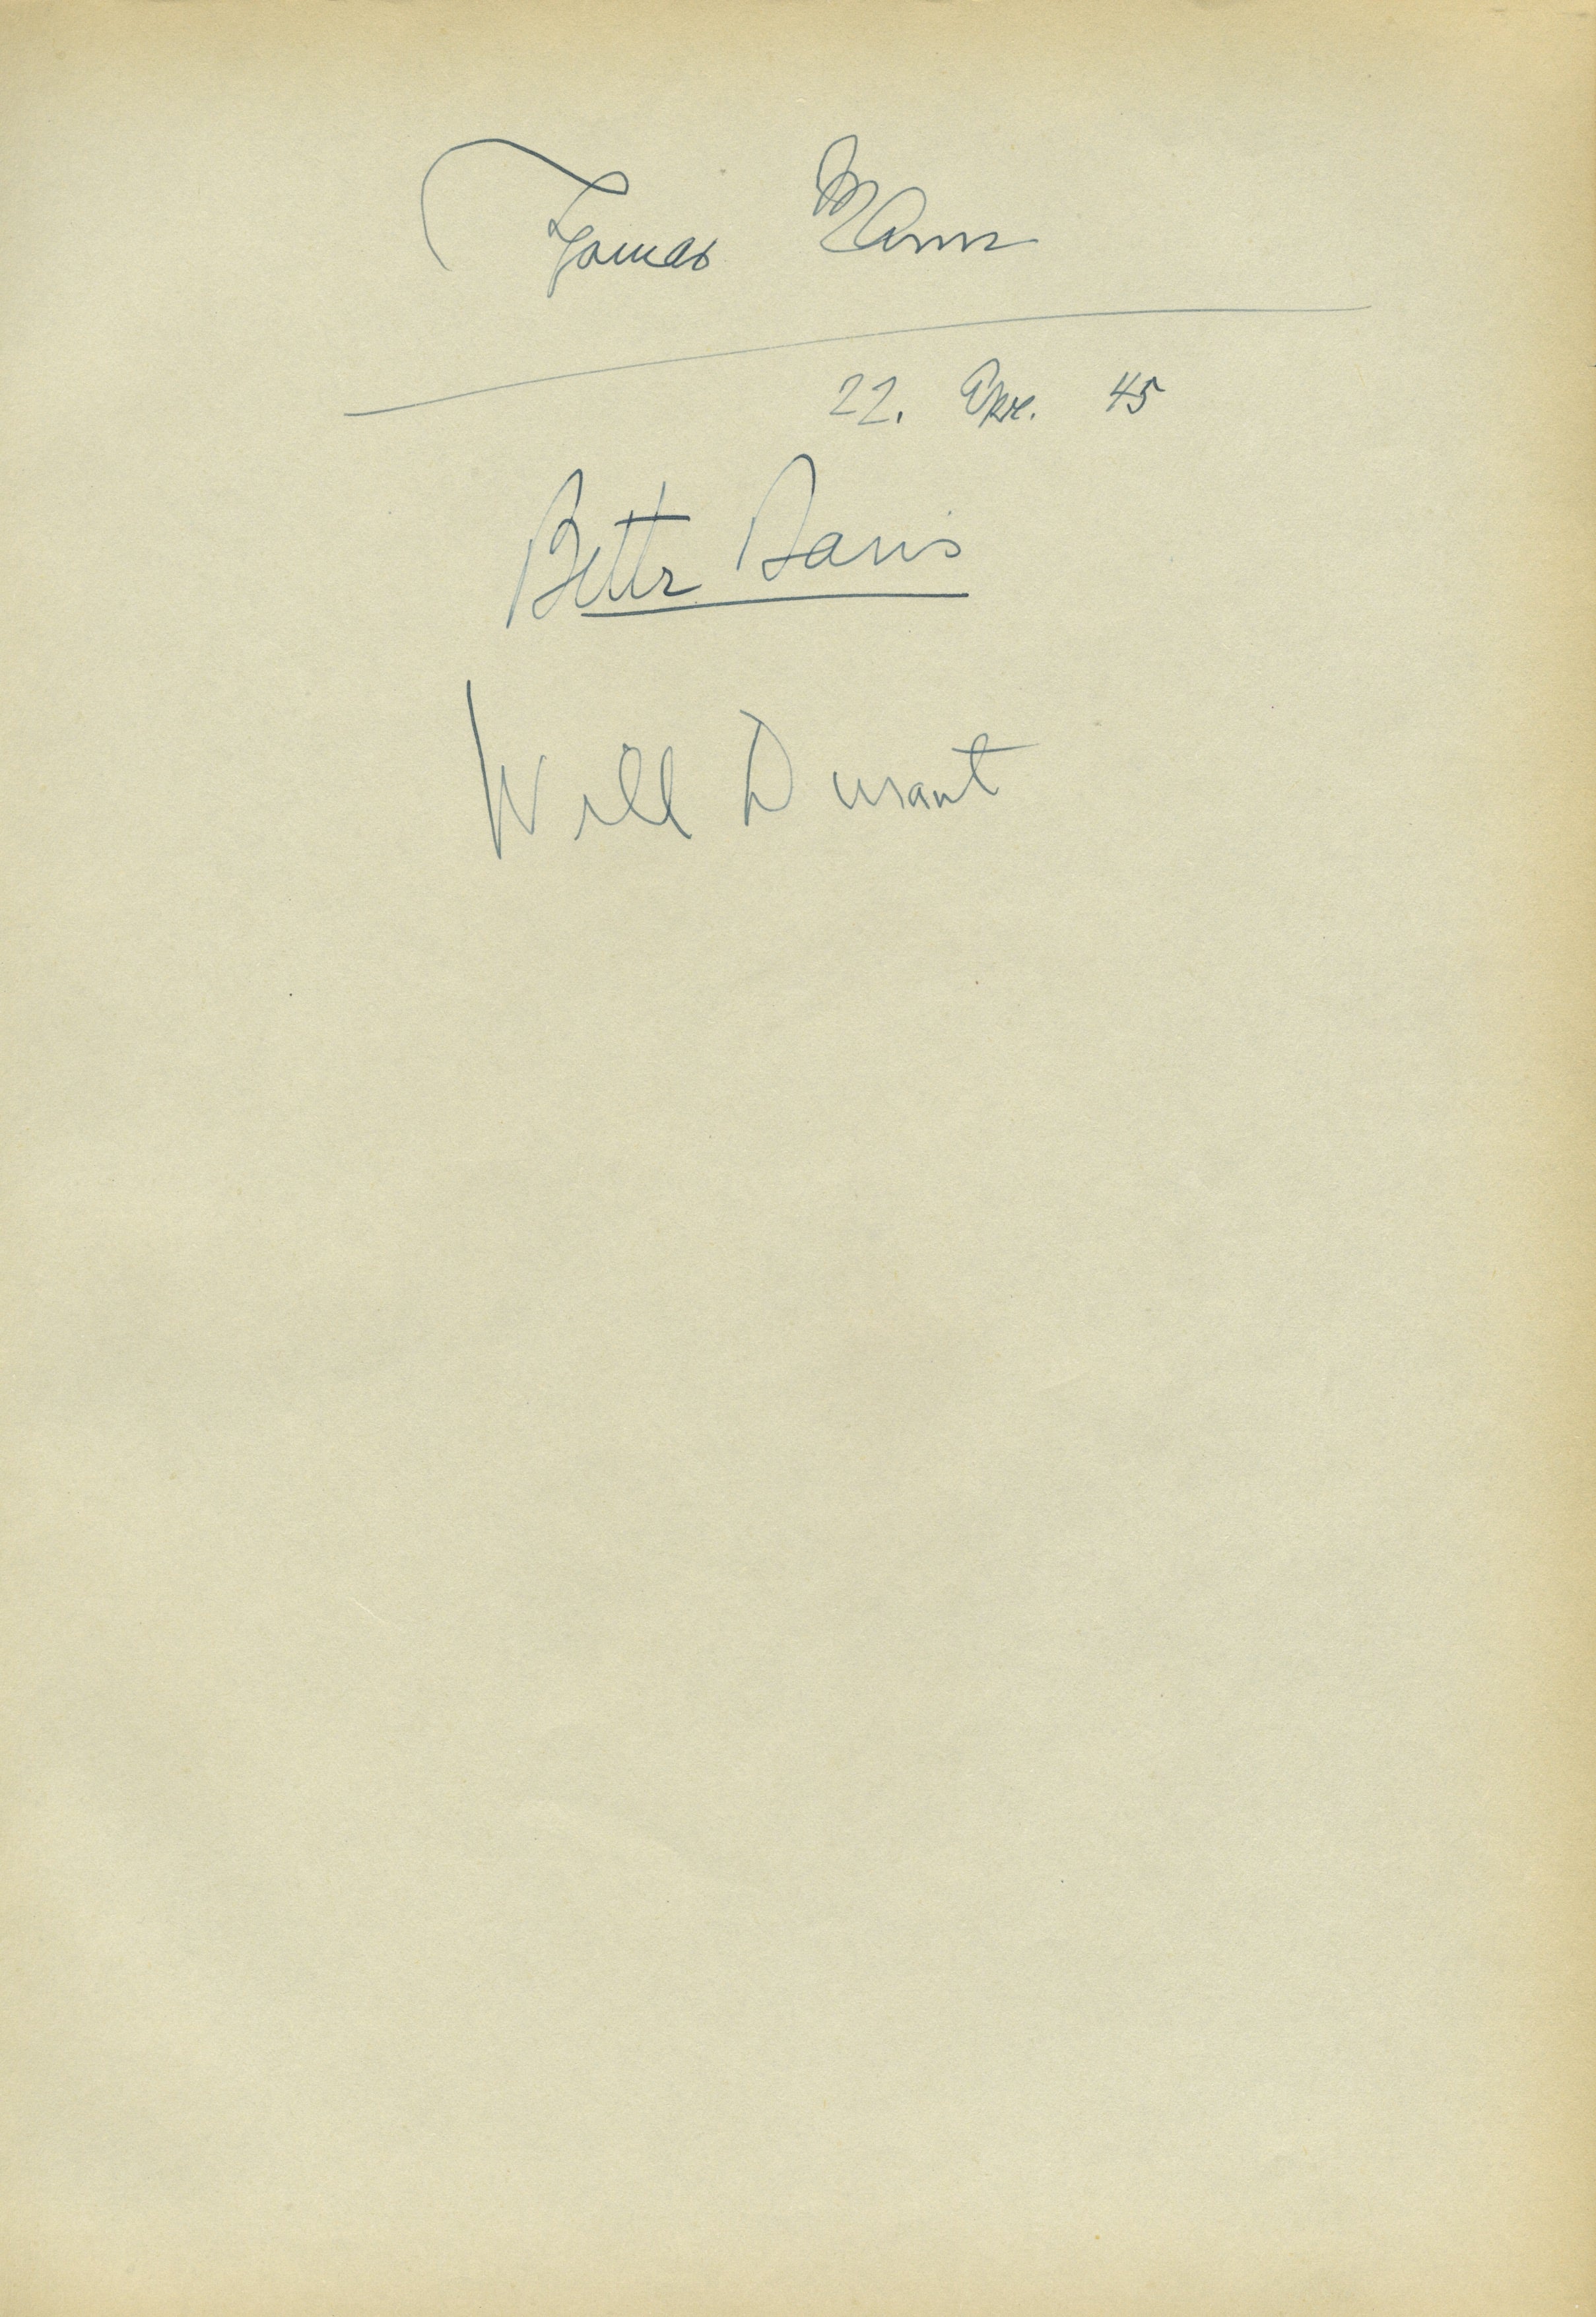 Thomas Mann
22. Apr. 45
Bette Davis
Will Durant